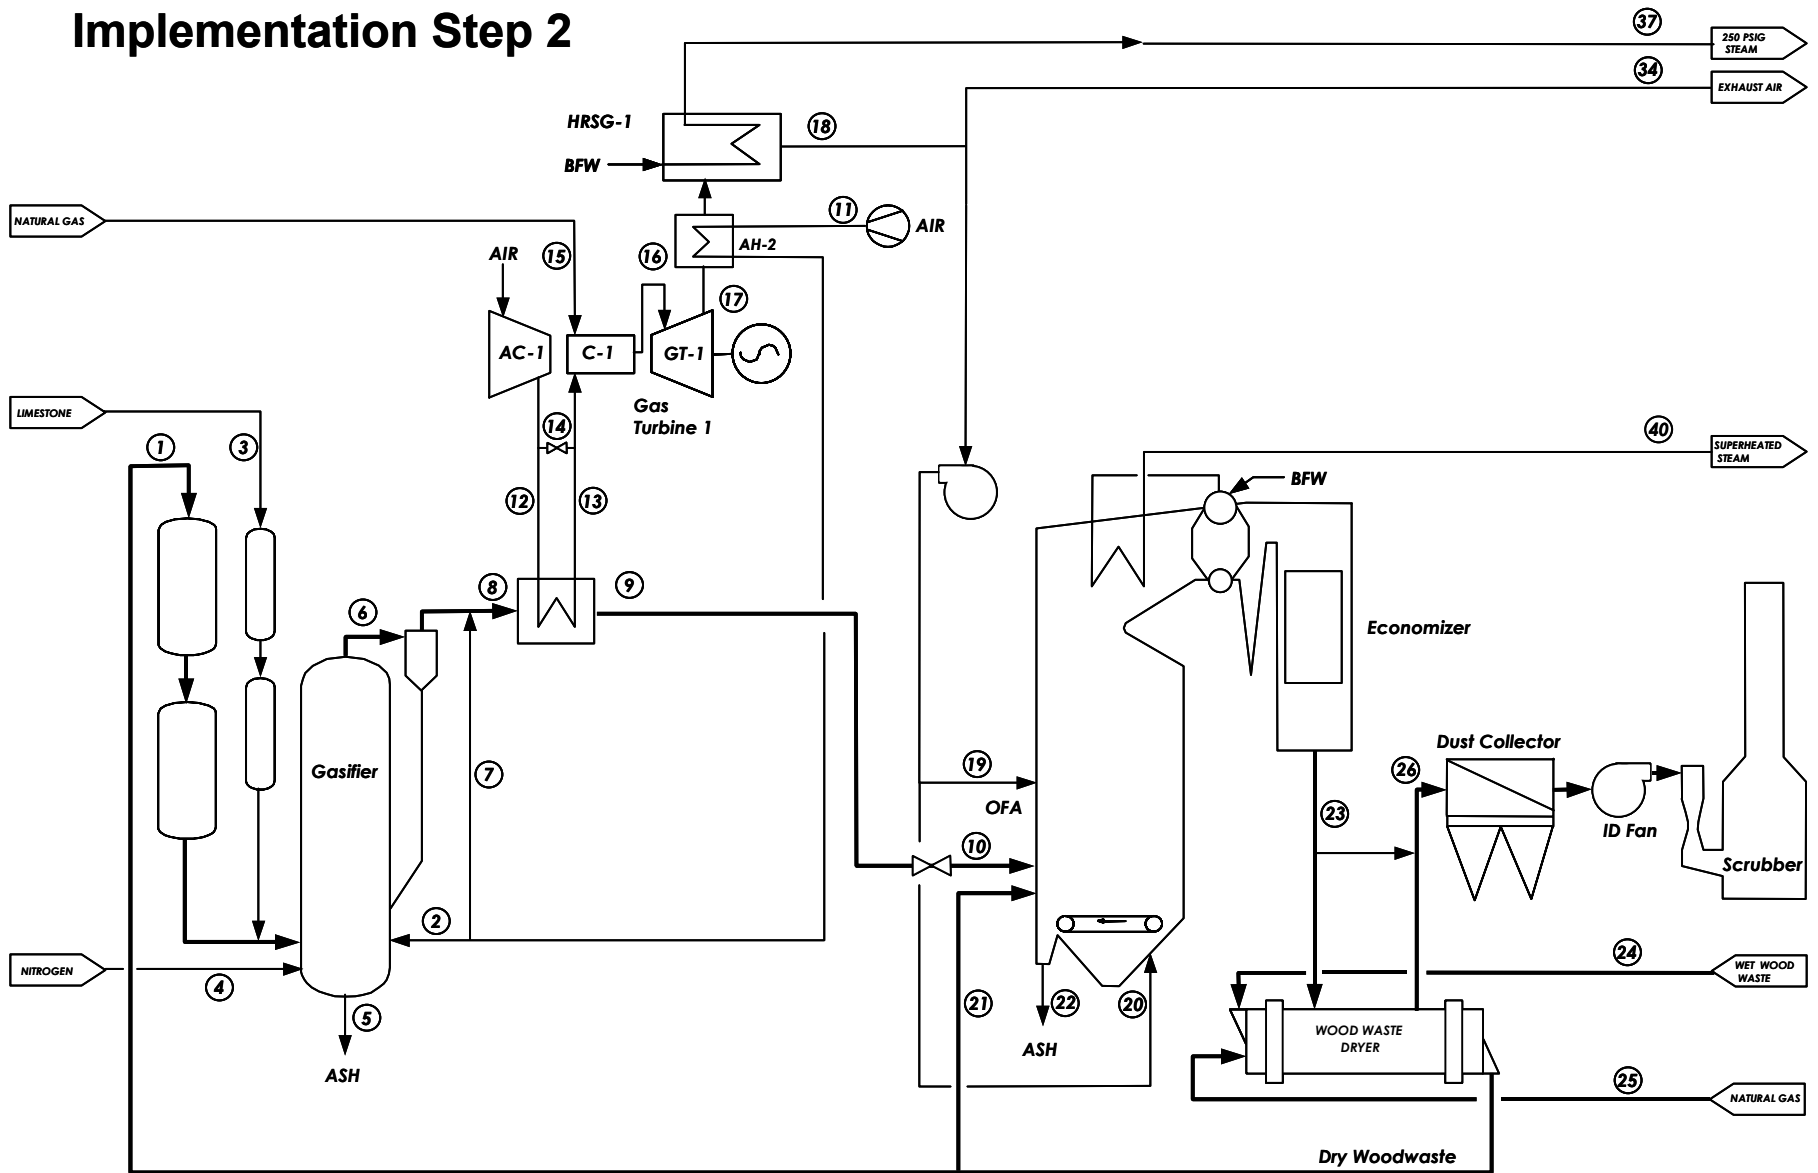 Implementation Step 2
37
250 PSIG
STEAM
34
EXHAUST AIR
HRSG-1
18
BFW
NATURAL GAS
11
AIR
AH-2
AIR
15
16
17
AC-1
C-1
GT-1
Gas
Turbine 1
LIMESTONE
1
3
14
12
13
40
SUPERHEATED
STEAM
BFW
6
8
9
Economizer
Gasifier
7
19
OFA
Dust Collector
26
23
ID Fan
10
Scrubber
2
NITROGEN
4
5
ASH
21
22
20
ASH
24
WET WOOD
WASTE
WOOD WASTE
DRYER
25
NATURAL GAS
Dry Woodwaste